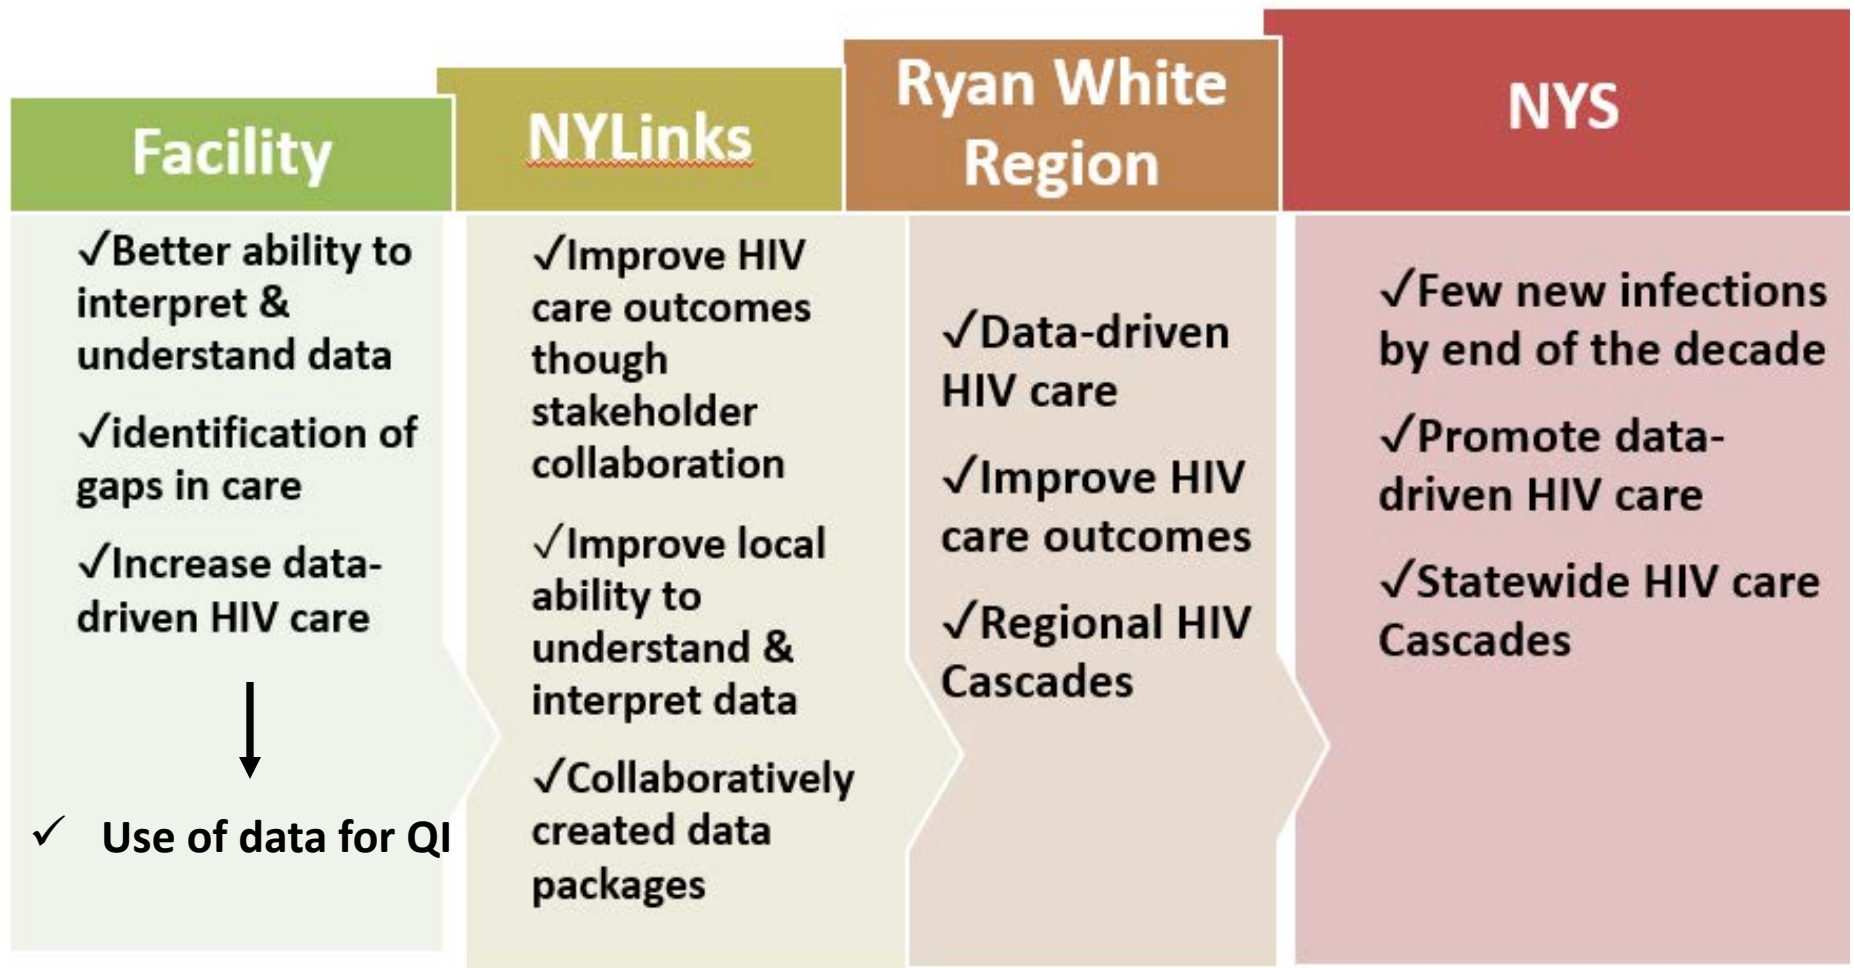 Facility
✓Better ability to
interpret &
understand data
✓identification of
gaps in care
✓Increase data-
driven HIV care
✓ Use of data for QI
NYLinks
✓Improve HIV
care outcomes
though
stakeholder
collaboration
✓Improve local
ability to
understand &
interpret data
✓Collaboratively
created data
packages
Ryan White
Region
✓Data-driven
HIV care
✓Improve HIV
care outcomes
✓Regional HIV
Cascades
NYS
✓Few new infections
by end of the decade
✓Promote data-
driven HIV care
✓Statewide HIV care
Cascades